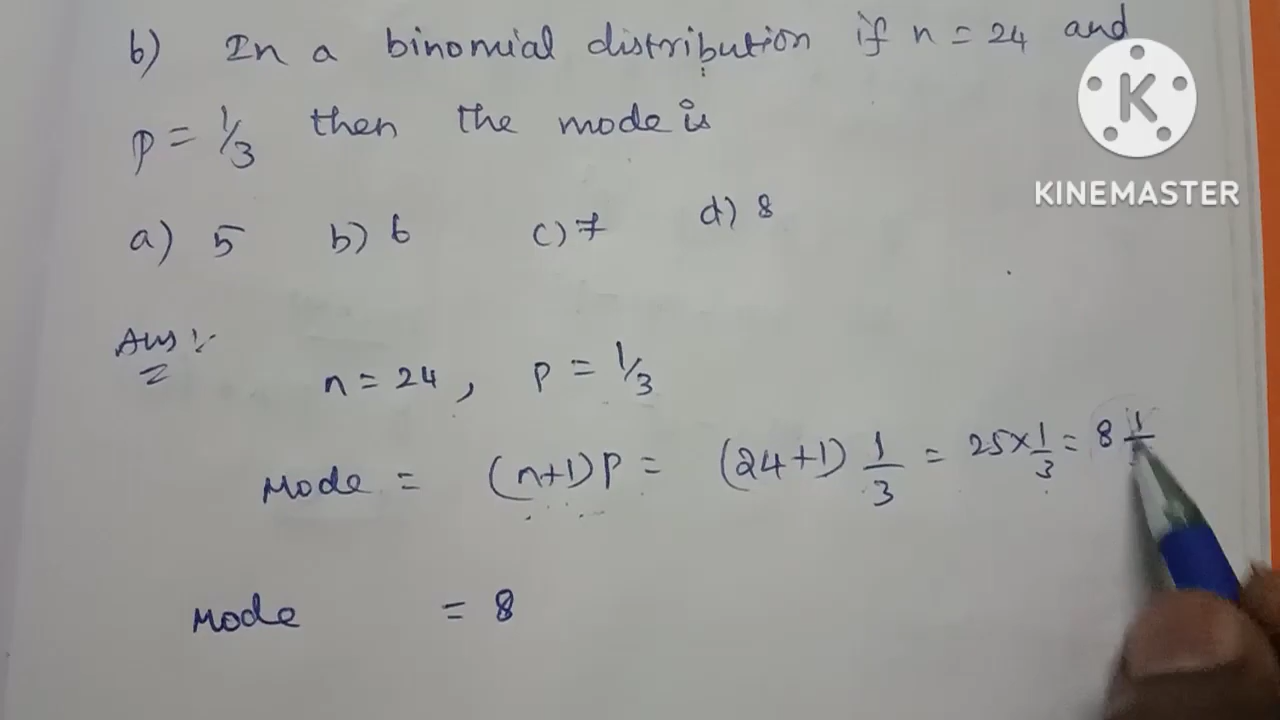 b) In a binomial distribution if n = 24 and
p = 1/3 then the mode is
a) 5 b) 6 c) 7 d) 8
Ans :-
n = 24, p = 1/3
Mode = (n+1)p = (24+1) 1/3 = 25×1/3 = 8 1/
Mode = 8
K
KINEMASTER